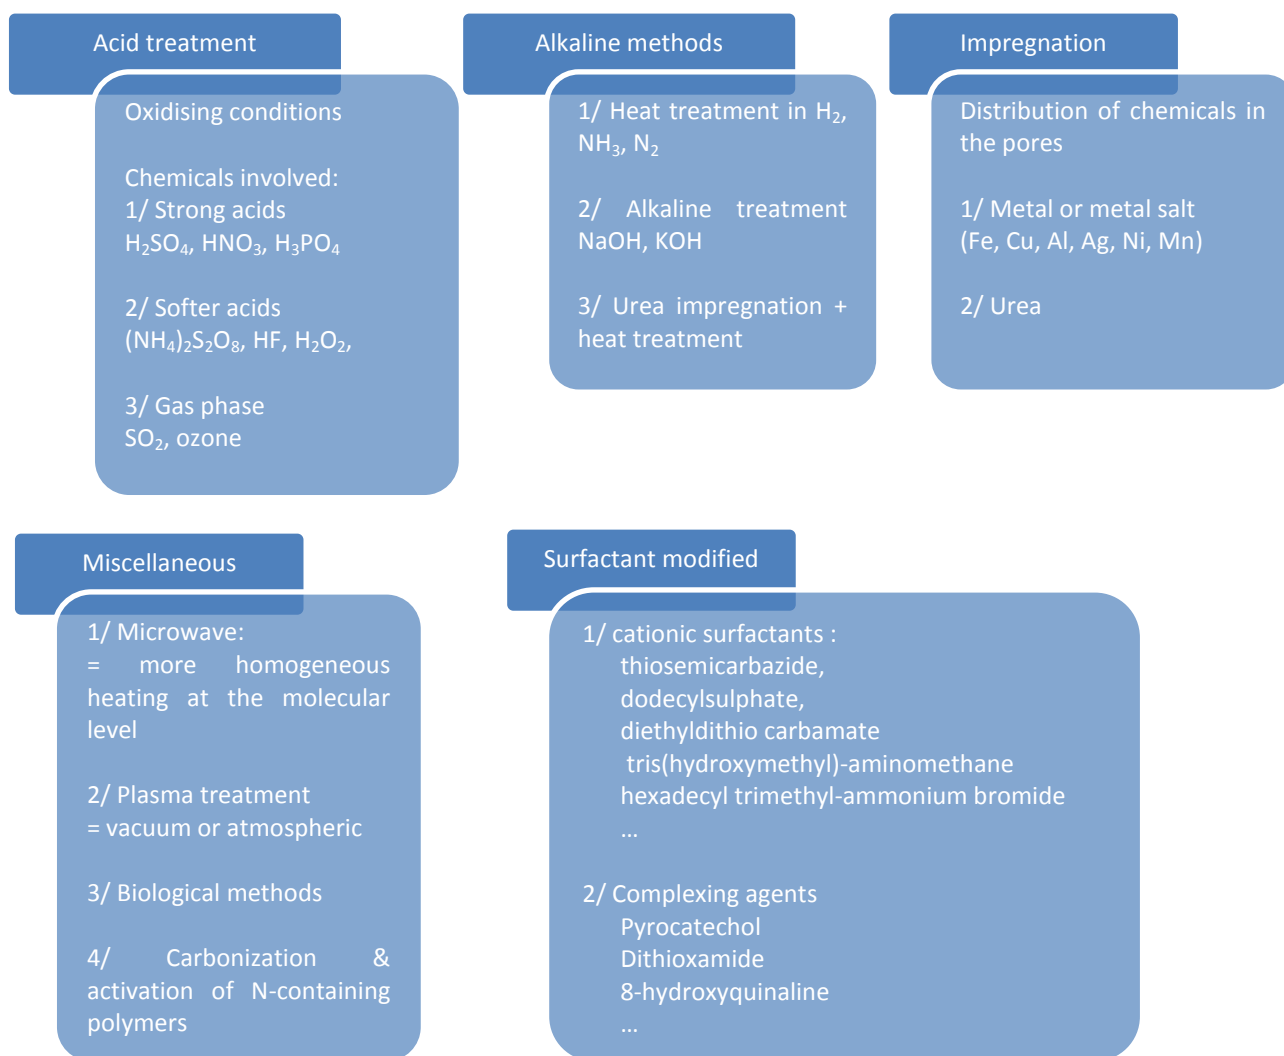 Acid treatment
Oxidising conditions
Chemicals involved:
1/ Strong acids
H₂SO₄, HNO₃, H₃PO₄
2/ Softer acids
(NH₄)₂S₂O₈, HF, H₂O₂,
3/ Gas phase
SO₂, ozone
Alkaline methods
1/ Heat treatment in H₂,
NH₃, N₂
2/ Alkaline treatment
NaOH, KOH
3/ Urea impregnation +
heat treatment
Impregnation
Distribution of chemicals in
the pores
1/ Metal or metal salt
(Fe, Cu, Al, Ag, Ni, Mn)
2/ Urea
Miscellaneous
1/ Microwave:
= more homogeneous
heating at the molecular
level
2/ Plasma treatment
= vacuum or atmospheric
3/ Biological methods
4/ Carbonization &
activation of N-containing
polymers
Surfactant modified
1/ cationic surfactants :
thiosemicarbazide,
dodecylsulphate,
diethyldithio carbamate
tris(hydroxymethyl)-aminomethane
hexadecyl trimethyl-ammonium bromide
...
2/ Complexing agents
Pyrocatechol
Dithioxamide
8-hydroxyquinaline
...